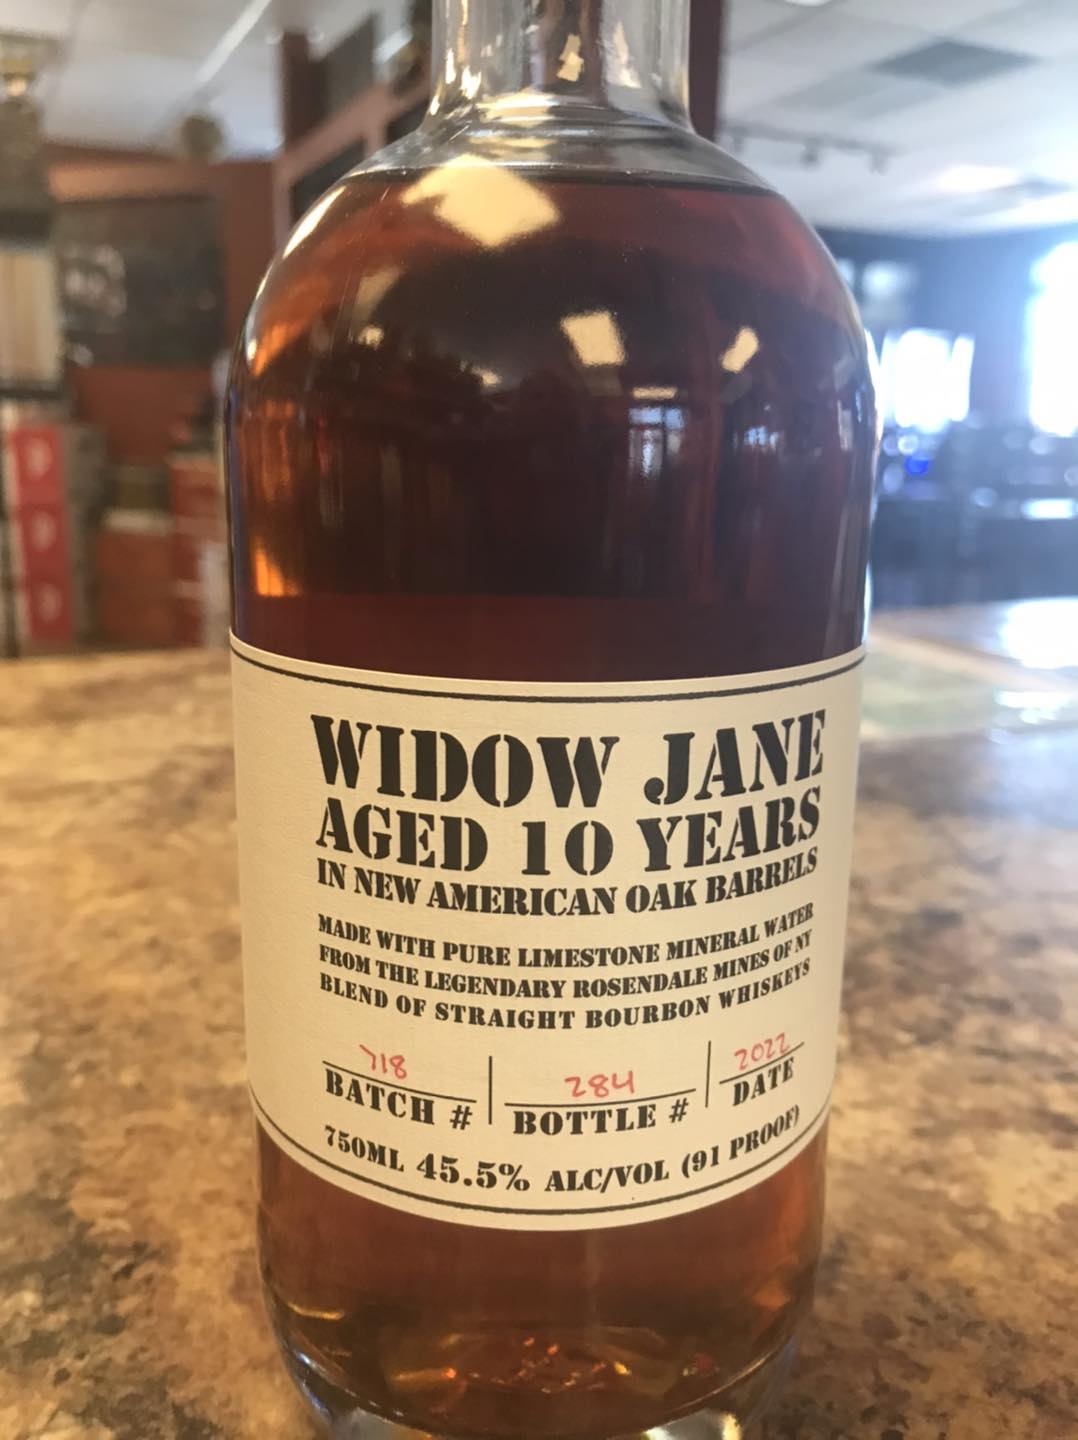 WIDOW JANE
AGED 10 YEARS
IN NEW AMERICAN OAK BARRELS
MADE WITH PURE LIMESTONE MINERAL WATER
FROM THE LEGENDARY ROSENDALE MINES OF NY
BLEND OF STRAIGHT BOURBON WHISKEYS
718 284 2022
BATCH # BOTTLE # DATE
750ML 45.5% ALC/VOL (91 PROOF)